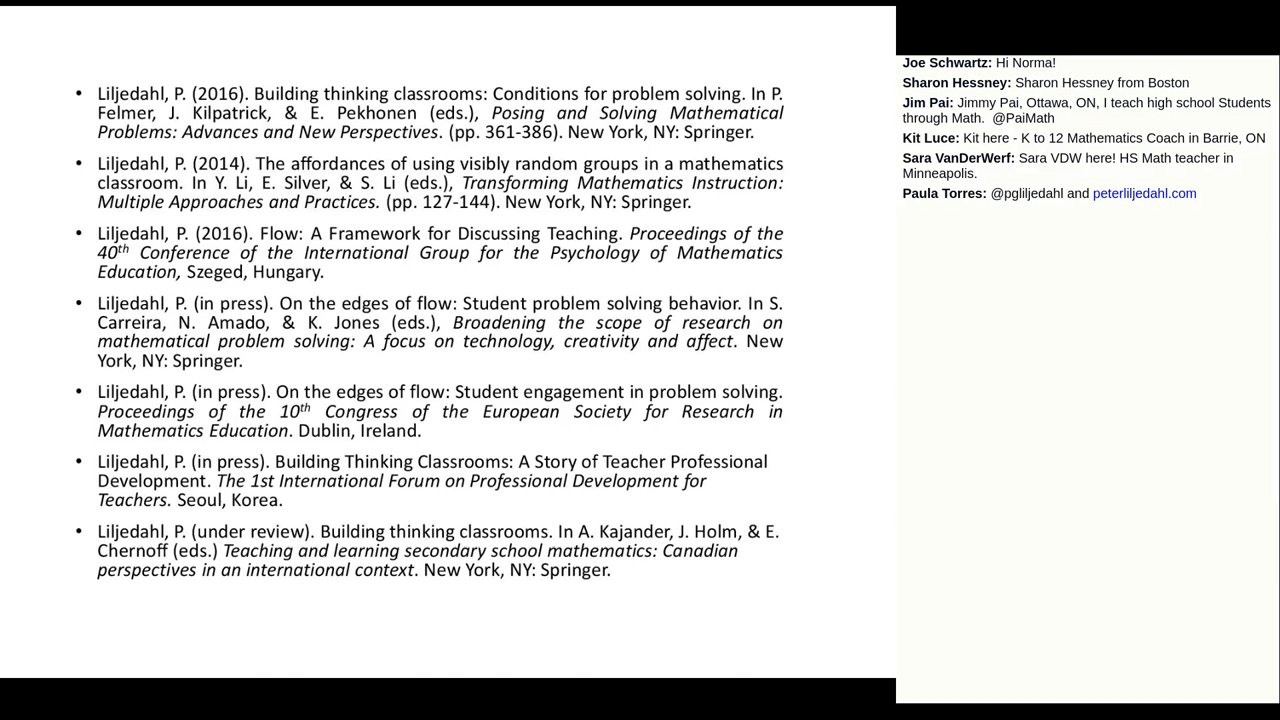 • Liljedahl, P. (2016). Building thinking classrooms: Conditions for problem solving. In P.
Felmer, J. Kilpatrick, & E. Pekhonen (eds.), Posing and Solving Mathematical
Problems: Advances and New Perspectives. (pp. 361-386). New York, NY: Springer.
• Liljedahl, P. (2014). The affordances of using visibly random groups in a mathematics
classroom. In Y. Li, E. Silver, & S. Li (eds.), Transforming Mathematics Instruction:
Multiple Approaches and Practices. (pp. 127-144). New York, NY: Springer.
• Liljedahl, P. (2016). Flow: A Framework for Discussing Teaching. Proceedings of the
40th Conference of the International Group for the Psychology of Mathematics
Education, Szeged, Hungary.
• Liljedahl, P. (in press). On the edges of flow: Student problem solving behavior. In S.
Carreira, N. Amado, & K. Jones (eds.), Broadening the scope of research on
mathematical problem solving: A focus on technology, creativity and affect. New
York, NY: Springer.
• Liljedahl, P. (in press). On the edges of flow: Student engagement in problem solving.
Proceedings of the 10th Congress of the European Society for Research in
Mathematics Education. Dublin, Ireland.
• Liljedahl, P. (in press). Building Thinking Classrooms: A Story of Teacher Professional
Development. The 1st International Forum on Professional Development for
Teachers. Seoul, Korea.
• Liljedahl, P. (under review). Building thinking classrooms. In A. Kajander, J. Holm, & E.
Chernoff (eds.) Teaching and learning secondary school mathematics: Canadian
perspectives in an international context. New York, NY: Springer.
Joe Schwartz: Hi Norma!
Sharon Hessney: Sharon Hessney from Boston
Jim Pai: Jimmy Pai, Ottawa, ON, I teach high school Students
through Math. @PaiMath
Kit Luce: Kit here - K to 12 Mathematics Coach in Barrie, ON
Sara VanDerWerf: Sara VDW here! HS Math teacher in
Minneapolis.
Paula Torres: @pgliljedahl and peterliljedahl.com